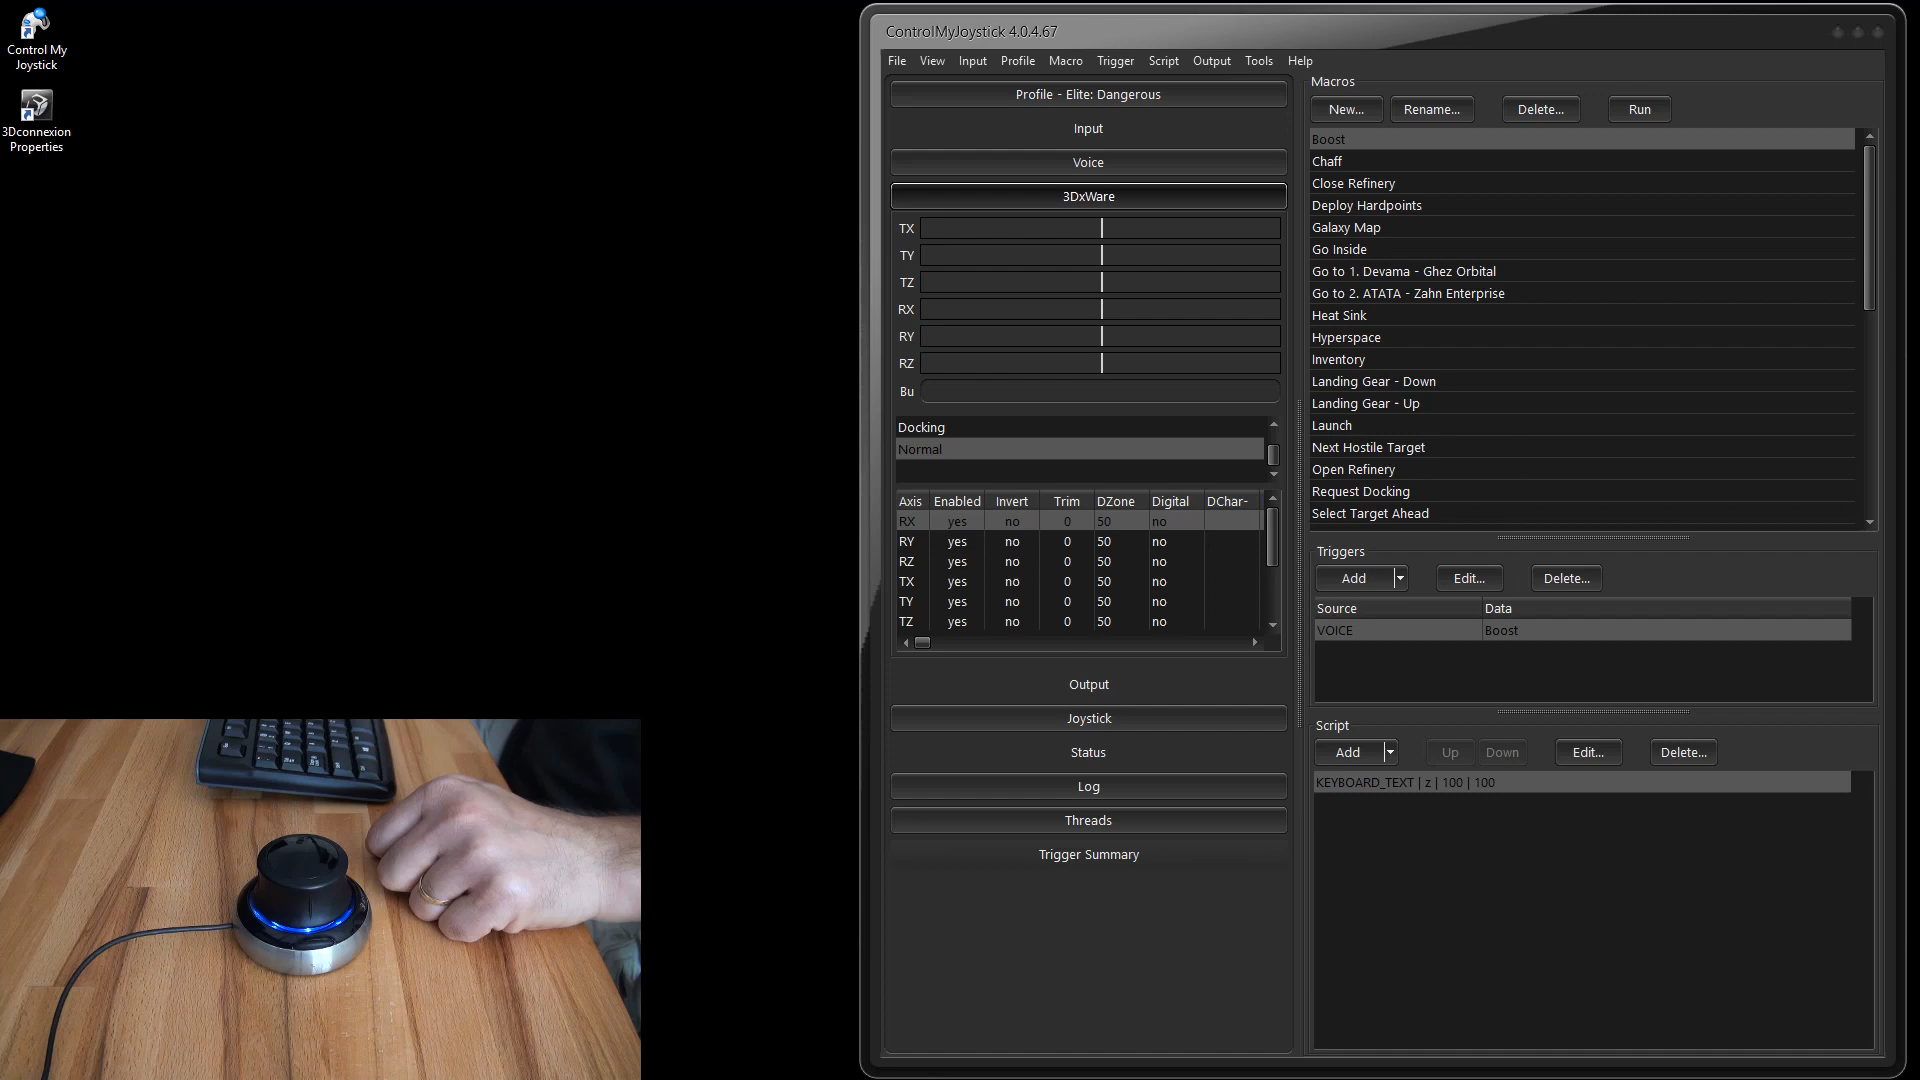 Control My
Joystick
3Dconnexion
Properties
ControlMyJoystick 4.0.4.67
File View Input Profile Macro Trigger Script Output Tools Help
Profile - Elite: Dangerous
Input
Voice
3DxWare
TX
TY
TZ
RX
RY
RZ
Bu
Docking
Normal
Axis Enabled Invert Trim DZone Digital DChar-
RX yes no 0 50 no
RY yes no 0 50 no
RZ yes no 0 50 no
TX yes no 0 50 no
TY yes no 0 50 no
TZ yes no 0 50 no
Output
Joystick
Status
Log
Threads
Trigger Summary
Macros
New... Rename... Delete... Run
Boost
Chaff
Close Refinery
Deploy Hardpoints
Galaxy Map
Go Inside
Go to 1. Devama - Ghez Orbital
Go to 2. ATATA - Zahn Enterprise
Heat Sink
Hyperspace
Inventory
Landing Gear - Down
Landing Gear - Up
Launch
Next Hostile Target
Open Refinery
Request Docking
Select Target Ahead
Triggers
Add Edit... Delete...
Source Data
VOICE Boost
Script
Add Up Down Edit... Delete...
KEYBOARD_TEXT | z | 100 | 100